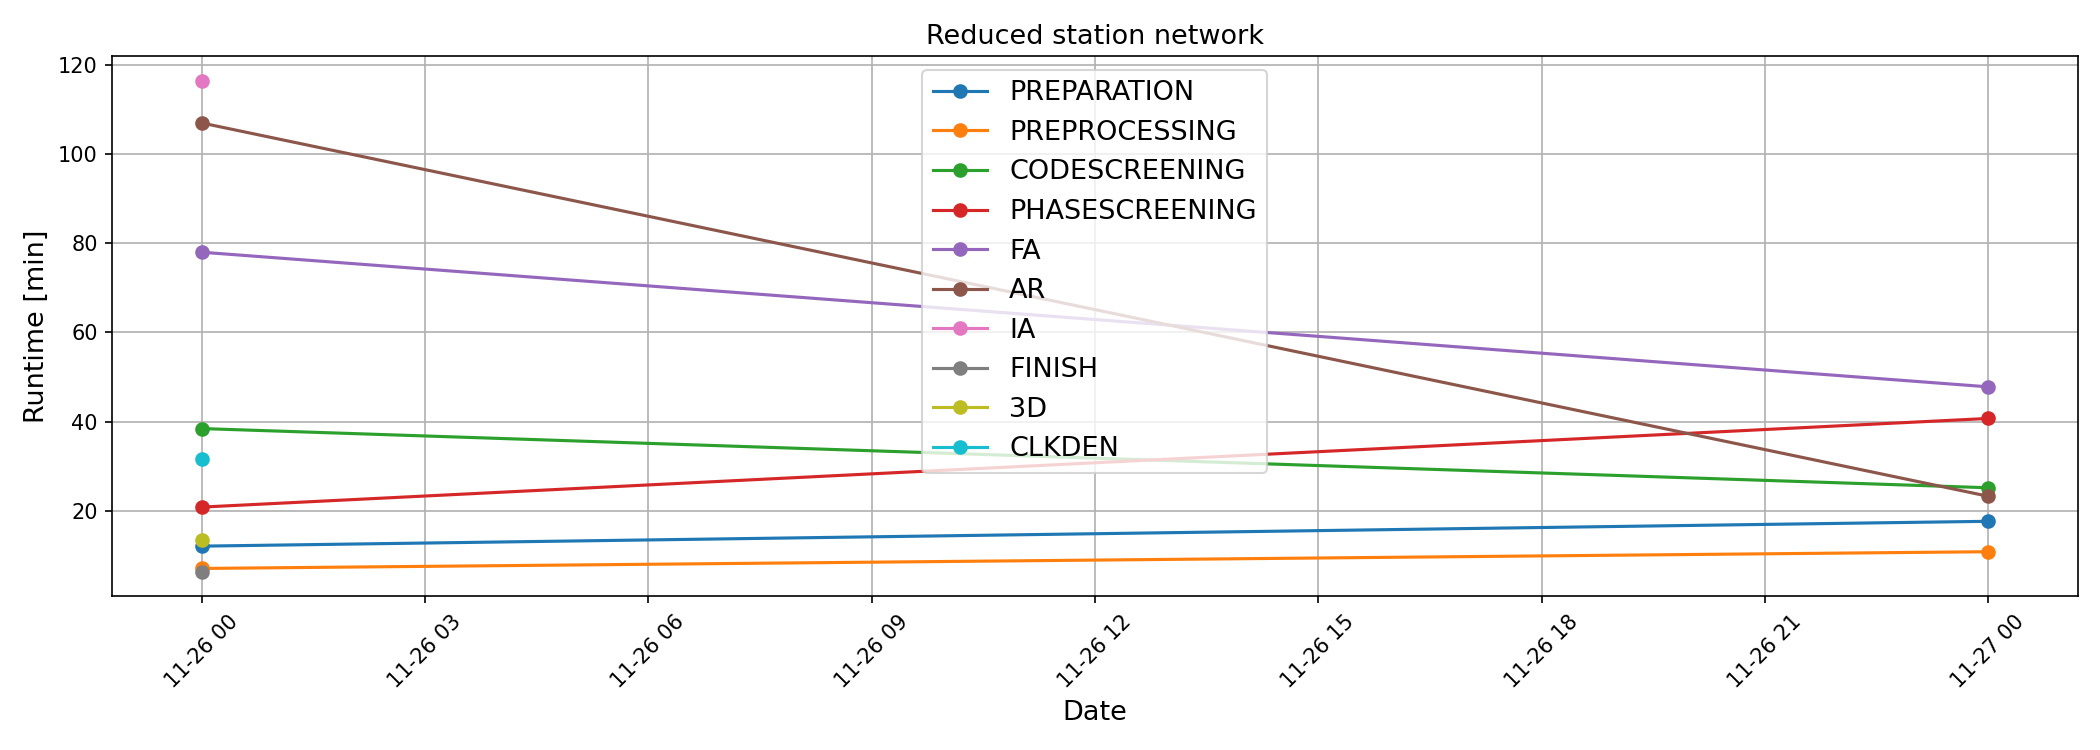 Reduced station network
120
100
80
60
40
20
Runtime [min]
PREPARATION
PREPROCESSING
CODESCREENING
PHASESCREENING
FA
AR
IA
FINISH
3D
CLKDEN
11-26 00
11-26 03
11-26 06
11-26 09
11-26 12
11-26 15
11-26 18
11-26 21
11-27 00
Date